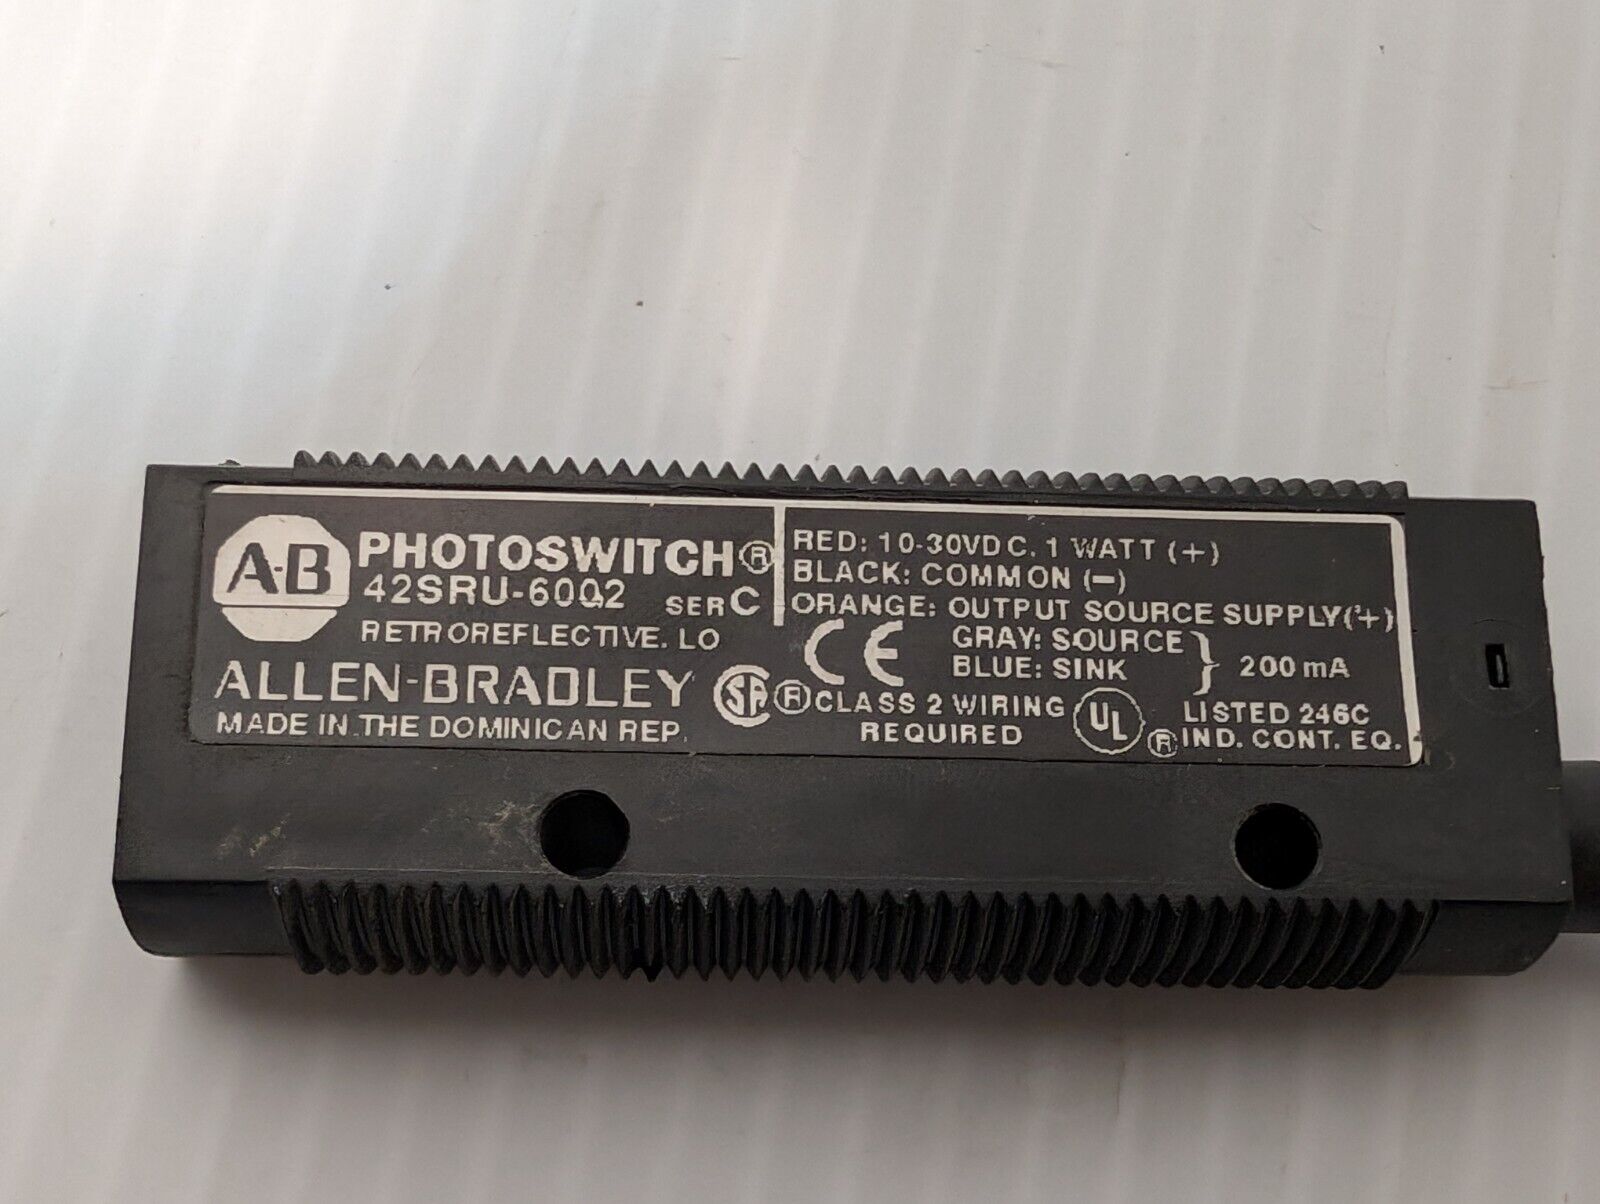 A-B
PHOTOSWITCH®
42SRU-6002 SER C
RETROREFLECTIVE. LO
ALLEN-BRADLEY
MADE IN THE DOMINICAN REP.
RED: 10-30VDC. 1 WATT (+)
BLACK: COMMON (−)
ORANGE: OUTPUT SOURCE SUPPLY(+)
CE
GRAY: SOURCE
BLUE: SINK
} 200 mA
SA® CLASS 2 WIRING
REQUIRED
UL®
LISTED 246C
IND. CONT. EQ.